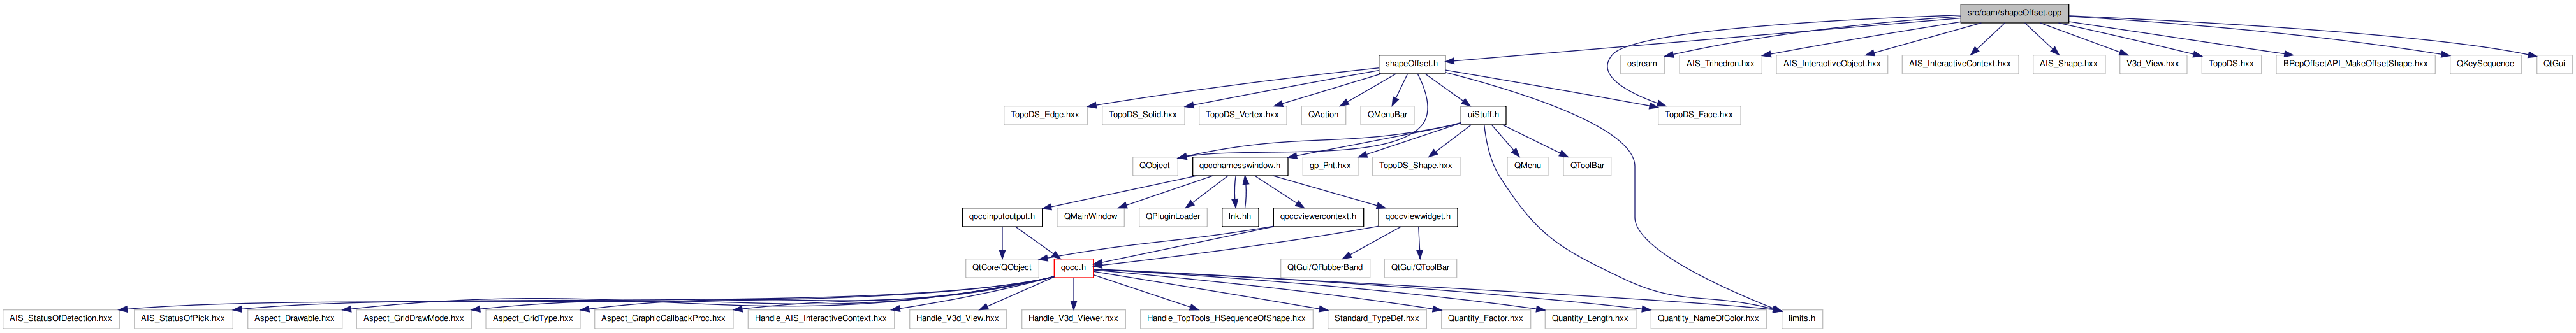 src/cam/shapeOffset.cpp
shapeOffset.h
ostream
AIS_Trihedron.hxx
AIS_InteractiveObject.hxx
AIS_InteractiveContext.hxx
AIS_Shape.hxx
V3d_View.hxx
TopoDS.hxx
BRepOffsetAPI_MakeOffsetShape.hxx
QKeySequence
QtGui
TopoDS_Edge.hxx
TopoDS_Solid.hxx
TopoDS_Vertex.hxx
QAction
QMenuBar
uiStuff.h
TopoDS_Face.hxx
QObject
qoccharnesswindow.h
gp_Pnt.hxx
TopoDS_Shape.hxx
QMenu
QToolBar
qoccinputoutput.h
QMainWindow
QPluginLoader
lnk.hh
qoccviewercontext.h
qoccviewwidget.h
QtCore/QObject
qocc.h
QtGui/QRubberBand
QtGui/QToolBar
AIS_StatusOfDetection.hxx
AIS_StatusOfPick.hxx
Aspect_Drawable.hxx
Aspect_GridDrawMode.hxx
Aspect_GridType.hxx
Aspect_GraphicCallbackProc.hxx
Handle_AIS_InteractiveContext.hxx
Handle_V3d_View.hxx
Handle_V3d_Viewer.hxx
Handle_TopTools_HSequenceOfShape.hxx
Standard_TypeDef.hxx
Quantity_Factor.hxx
Quantity_Length.hxx
Quantity_NameOfColor.hxx
limits.h